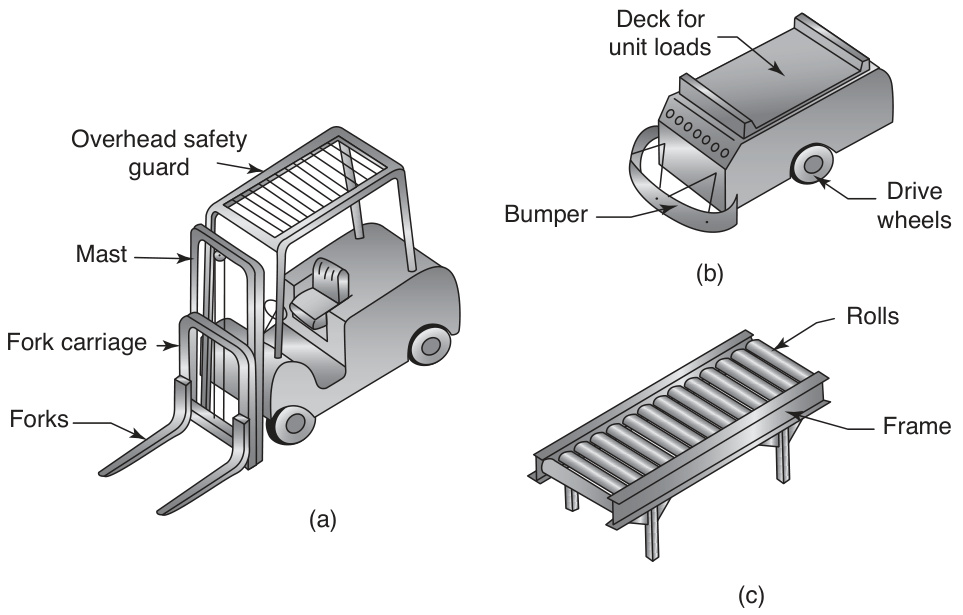 Overhead safety
guard
Mast
Fork carriage
Forks
(a)
Deck for
unit loads
Bumper
Drive
wheels
(b)
Rolls
Frame
(c)